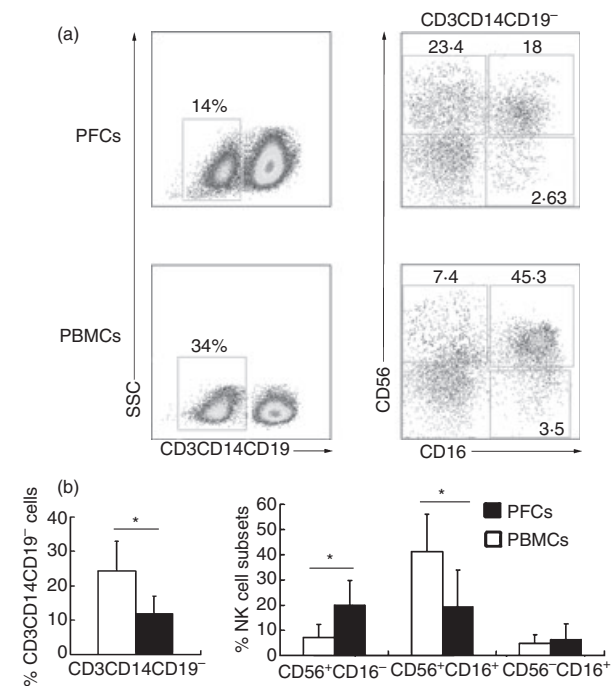 (a)
CD3CD14CD19⁻
14%
23·4 18
PFCs
2·63
34%
7·4 45·3
PBMCs
3·5
SSC
CD3CD14CD19
CD56
CD16
(b)
% CD3CD14CD19⁻ cells
40
30
20
10
0
*
CD3CD14CD19⁻
% NK cell subsets
60
50
40
30
20
10
0
*
*
PFCs
PBMCs
CD56⁺CD16⁻ CD56⁺CD16⁺ CD56⁻CD16⁺